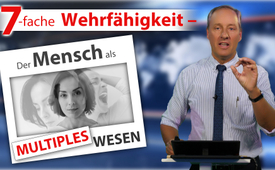 7-fache Wehrfähigkeit –
Der Mensch als
MULTIPLES WESEN